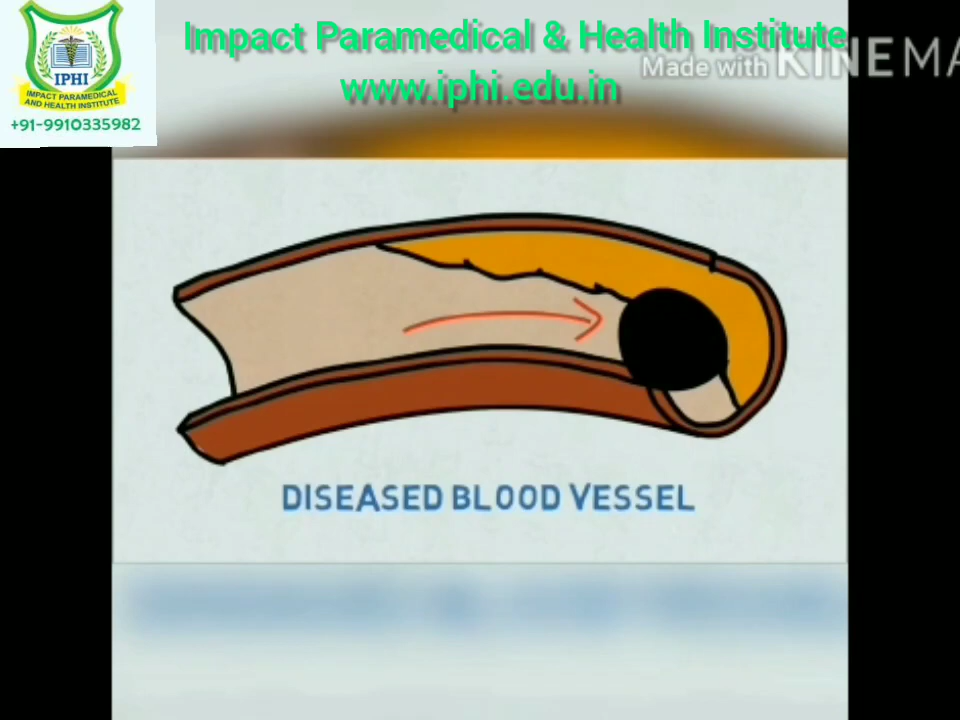 Impact Paramedical & Health Institute
www.iphi.edu.in
Made with KINEMA
IPHI
IMPACT PARAMEDICAL
AND HEALTH INSTITUTE
+91-9910335982
DISEASED BLOOD VESSEL